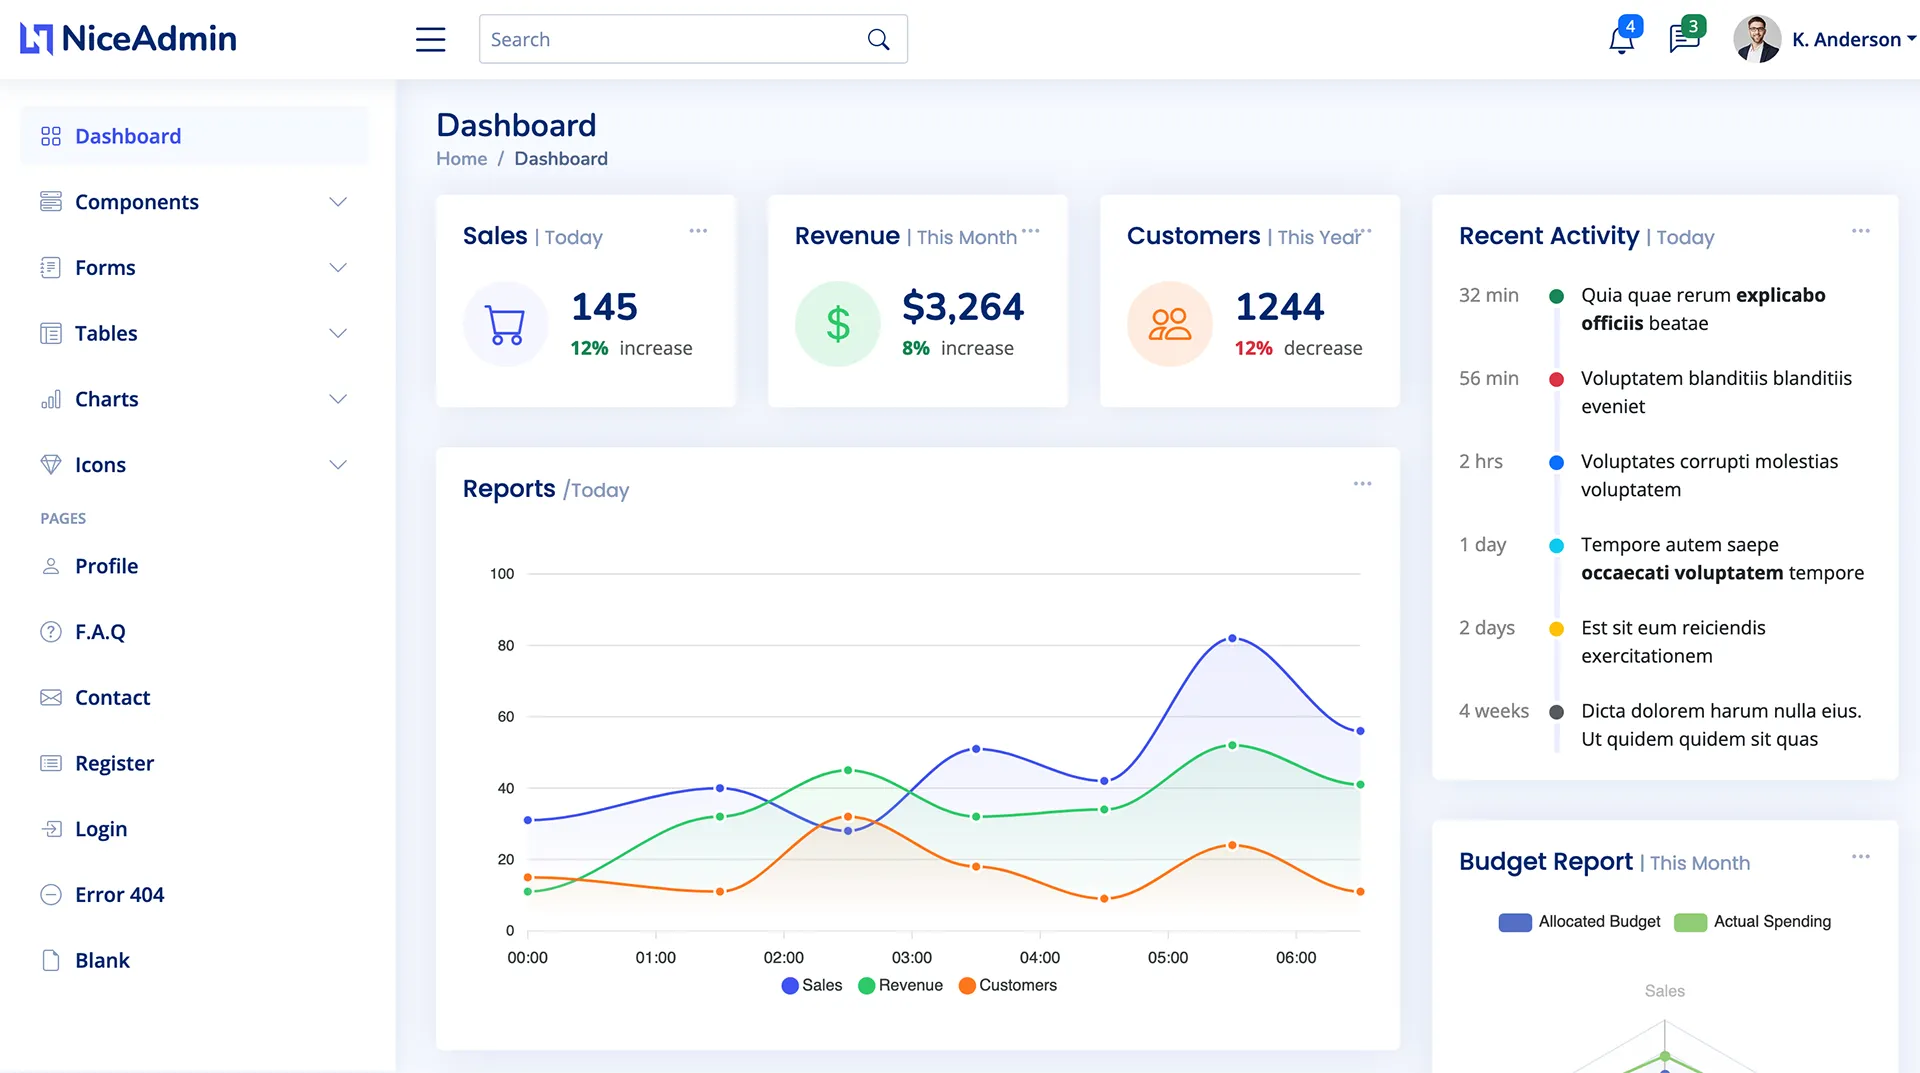 NiceAdmin
Search
4
3
K. Anderson
Dashboard
Components
Forms
Tables
Charts
Icons
PAGES
Profile
F.A.Q
Contact
Register
Login
Error 404
Blank
Dashboard
Home / Dashboard
Sales | Today
145
12% increase
Revenue | This Month
$
$3,264
8% increase
Customers | This Year
1244
12% decrease
Reports /Today
100
80
60
40
20
0
00:00 01:00 02:00 03:00 04:00 05:00 06:00
Sales Revenue Customers
Recent Activity | Today
32 min Quia quae rerum explicabo
officiis beatae
56 min Voluptatem blanditiis blanditiis
eveniet
2 hrs Voluptates corrupti molestias
voluptatem
1 day Tempore autem saepe
occaecati voluptatem tempore
2 days Est sit eum reiciendis
exercitationem
4 weeks Dicta dolorem harum nulla eius.
Ut quidem quidem sit quas
Budget Report | This Month
Allocated Budget Actual Spending
Sales